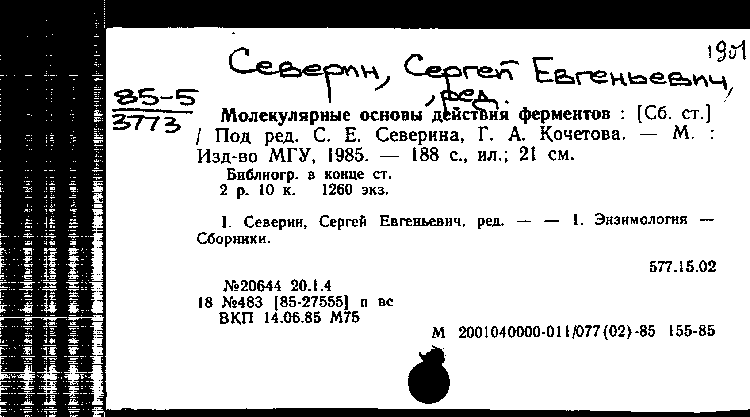 1901
Северин, Сергей Евгеньевич,
, ред.
85-5
3773
Молекулярные основы действия ферментов : [Сб. ст.]
/ Под ред. С. Е. Северина, Г. А. Кочетова. — М. :
Изд-во МГУ, 1985. — 188 с., ил.; 21 см.
Библиогр. в конце ст.
2 р. 10 к. 1260 экз.
1. Северин, Сергей Евгеньевич, ред. — — 1. Энзимология —
Сборники.
577.15.02
№20644 20.1.4
18 №483 [85-27555] п вс
ВКП 14.06.85 М75
М 2001040000-011/077(02)-85 155-85